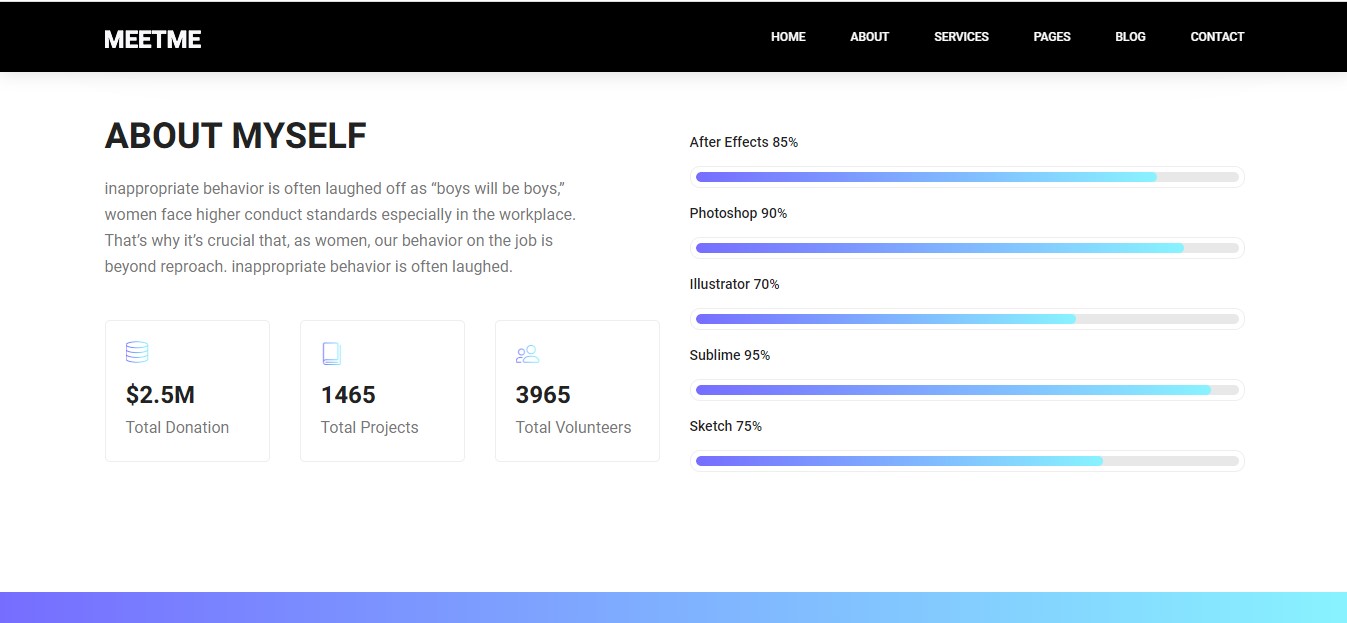 MEETME
HOME ABOUT SERVICES PAGES BLOG CONTACT
ABOUT MYSELF
inappropriate behavior is often laughed off as “boys will be boys,”
women face higher conduct standards especially in the workplace.
That’s why it’s crucial that, as women, our behavior on the job is
beyond reproach. inappropriate behavior is often laughed.
$2.5M
Total Donation
1465
Total Projects
3965
Total Volunteers
After Effects 85%
Photoshop 90%
Illustrator 70%
Sublime 95%
Sketch 75%